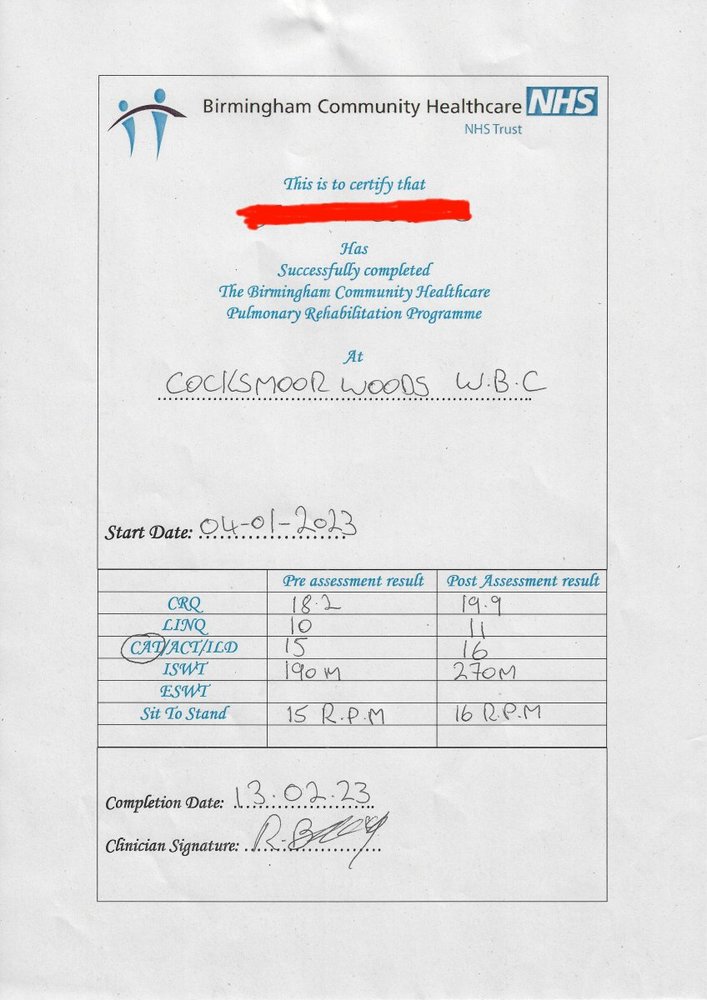 Birmingham Community Healthcare NHS
NHS Trust
This is to certify that
Has
Successfully completed
The Birmingham Community Healthcare
Pulmonary Rehabilitation Programme
At
COCKSMOOR WOODS W.B.C
Start Date: 04-01-2023
Pre assessment result Post Assessment result
CRQ 18.2 19.9
LINQ 10 11
CAT/ACT/ILD 15 16
ISWT 190 M 270M
ESWT
Sit To Stand 15 R.P.M 16 R.P.M
Completion Date: 13.02.23
Clinician Signature: